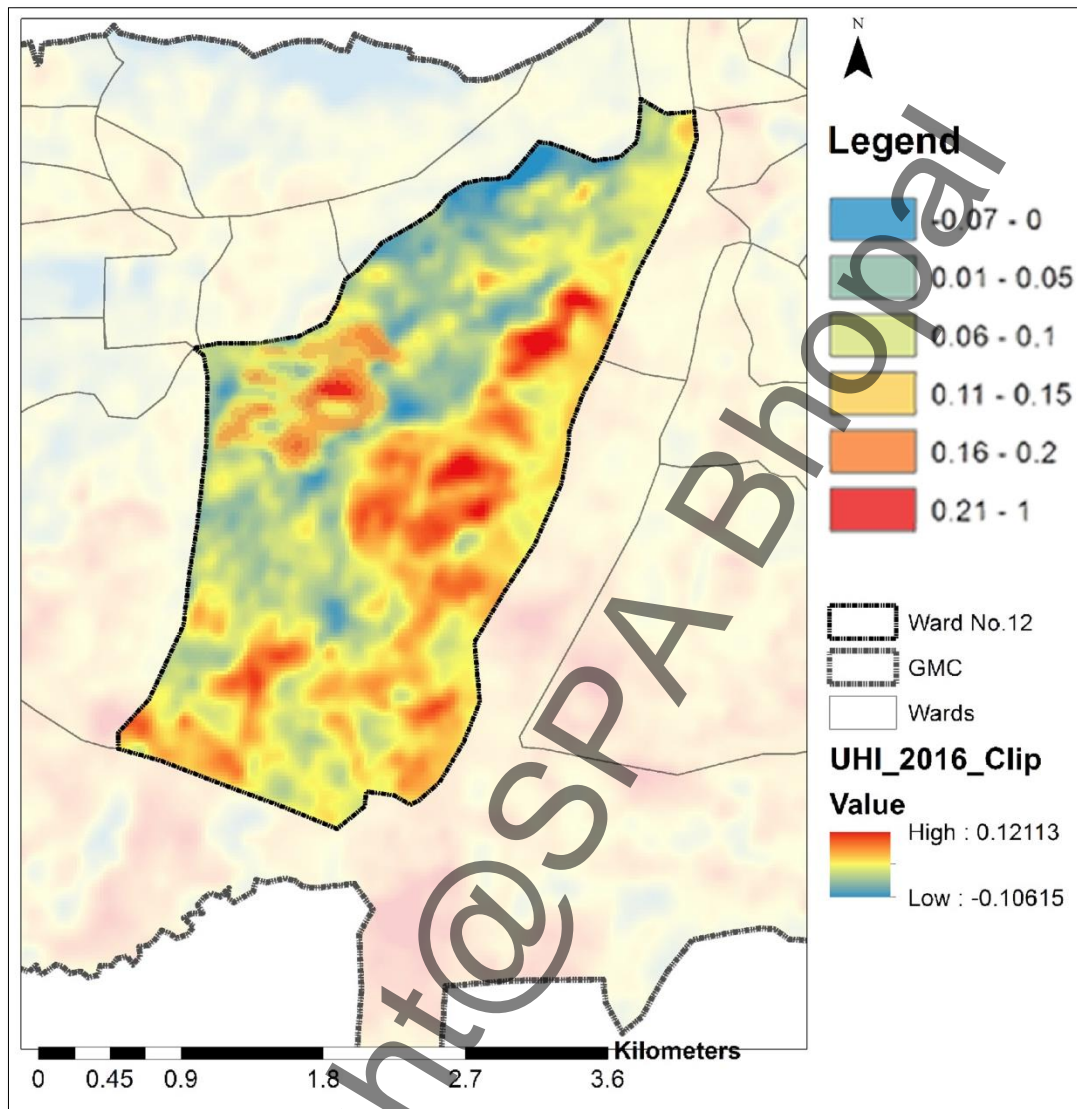 N
Legend
-0.07 - 0
0.01 - 0.05
0.06 - 0.1
0.11 - 0.15
0.16 - 0.2
0.21 - 1
Ward No.12
GMC
Wards
UHI_2016_Clip
Value
High : 0.12113
Low : -0.10615
Kilometers
0 0.45 0.9 1.8 2.7 3.6
ht@SPA Bhopal